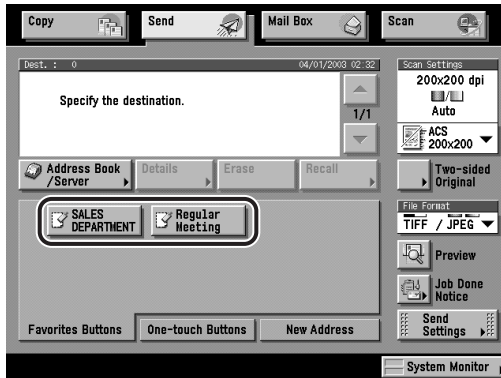 Copy
Send
Mail Box
Scan
Dest. : 0
04/01/2003 02:32
Specify the destination.
1/1
Address Book
/Server
Details
Erase
Recall
SALES
DEPARTMENT
Regular
Meeting
Favorites Buttons
One-touch Buttons
New Address
Scan Settings
200x200 dpi
Auto
ACS
200x200
Two-sided
Original
File Format
TIFF / JPEG
Preview
Job Done
Notice
Send
Settings
System Monitor